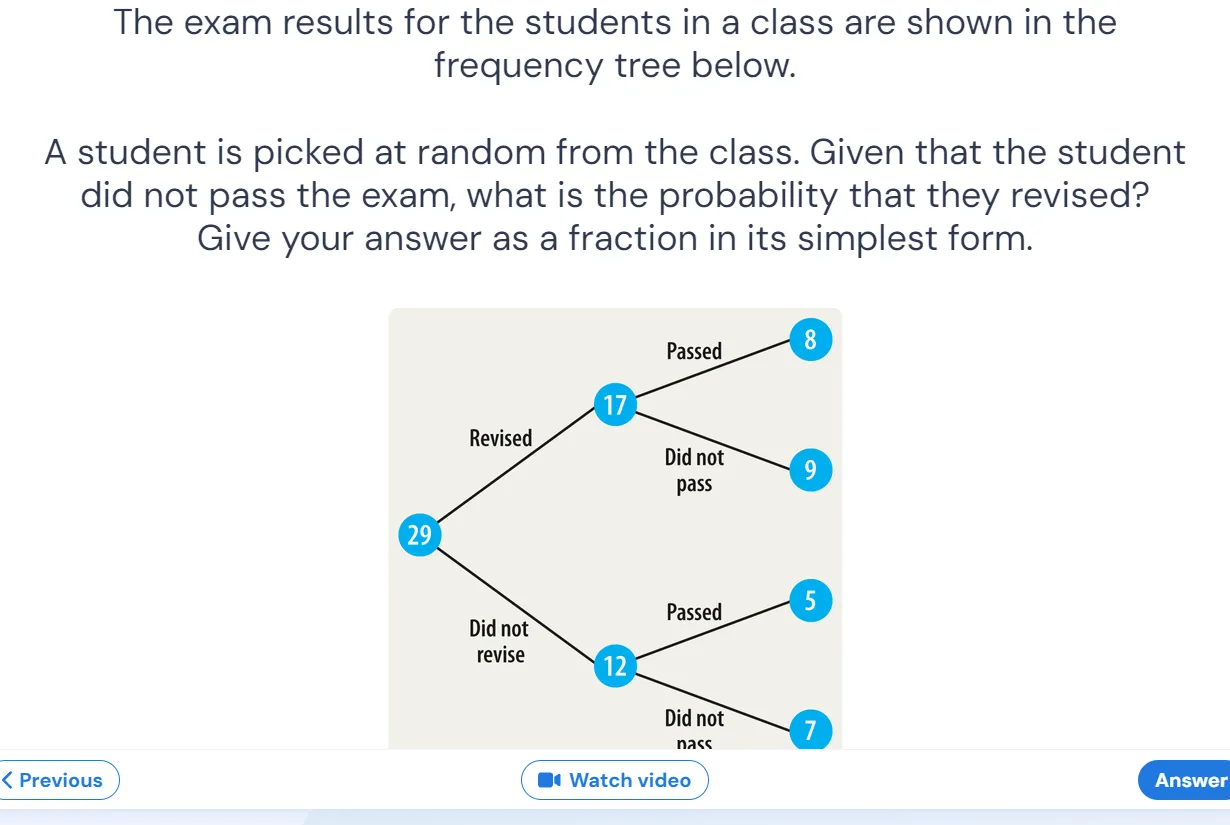 The exam results for the students in a class are shown in the
frequency tree below.
A student is picked at random from the class. Given that the student
did not pass the exam, what is the probability that they revised?
Give your answer as a fraction in its simplest form.
8
Passed
17
Revised
Did not
pass
9
29
5
Passed
Did not
revise
12
Did not
pass
7
Previous
Watch video
Answer